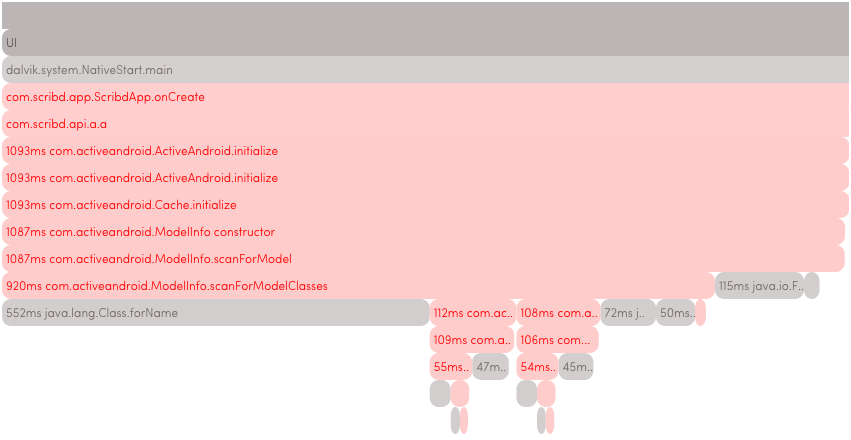 UI
dalvik.system.NativeStart.main
com.scribd.app.ScribdApp.onCreate
com.scribd.api.a.a
1093ms com.activeandroid.ActiveAndroid.initialize
1093ms com.activeandroid.ActiveAndroid.initialize
1093ms com.activeandroid.Cache.initialize
1087ms com.activeandroid.ModelInfo constructor
1087ms com.activeandroid.ModelInfo.scanForModel
920ms com.activeandroid.ModelInfo.scanForModelClasses 115ms java.io.F..
552ms java.lang.Class.forName 112ms com.ac.. 108ms com.a.. 72ms j.. 50ms..
109ms com.a.. 106ms com...
55ms.. 47m.. 54ms.. 45m..